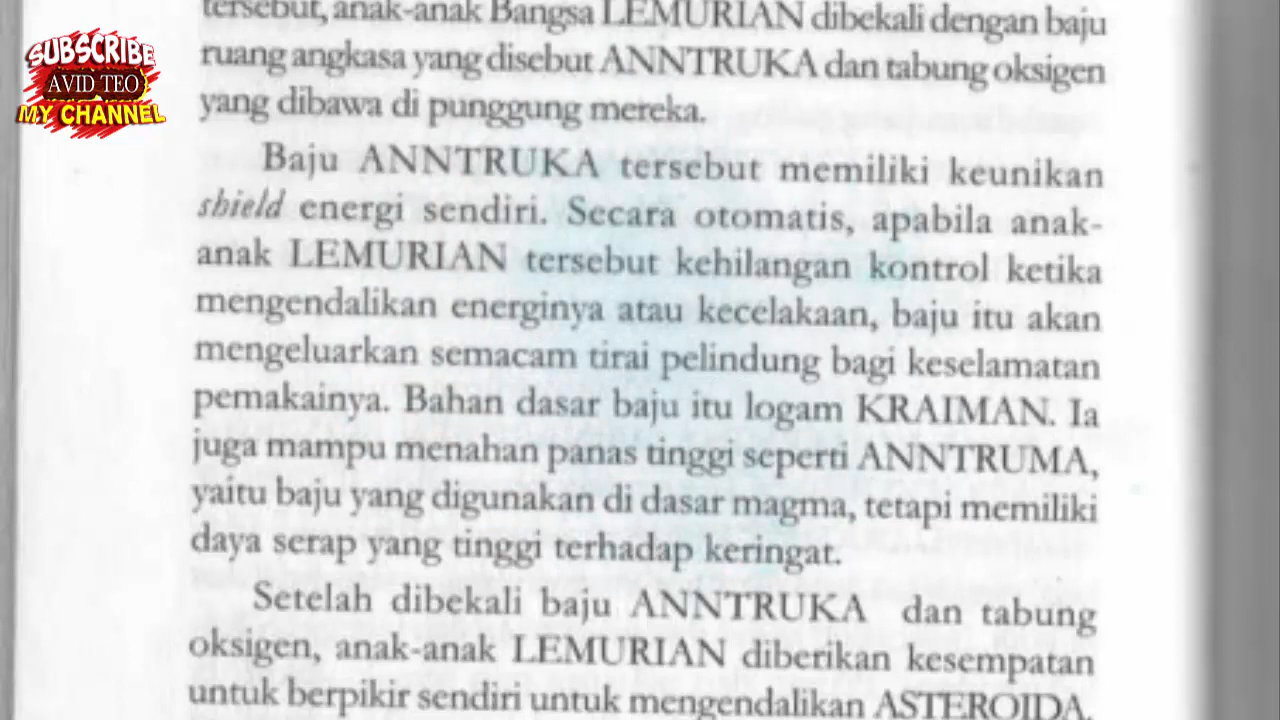 SUBSCRIBE
AVID TEO
MY CHANNEL
tersebut, anak-anak Bangsa LEMURIAN dibekali dengan baju
ruang angkasa yang disebut ANNTRUKA dan tabung oksigen
yang dibawa di punggung mereka.
Baju ANNTRUKA tersebut memiliki keunikan
shield energi sendiri. Secara otomatis, apabila anak-
anak LEMURIAN tersebut kehilangan kontrol ketika
mengendalikan energinya atau kecelakaan, baju itu akan
mengeluarkan semacam tirai pelindung bagi keselamatan
pemakainya. Bahan dasar baju itu logam KRAIMAN. Ia
juga mampu menahan panas tinggi seperti ANNTRUMA,
yaitu baju yang digunakan di dasar magma, tetapi memiliki
daya serap yang tinggi terhadap keringat.
Setelah dibekali baju ANNTRUKA dan tabung
oksigen, anak-anak LEMURIAN diberikan kesempatan
untuk berpikir sendiri untuk mengendalikan ASTEROIDA.